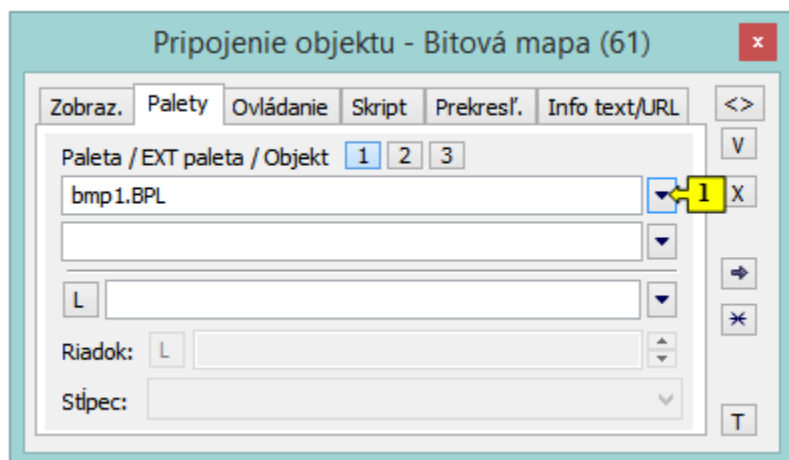 Pripojenie objektu - Bitová mapa (61) x
Zobraz. Palety Ovládanie Skript Prekresľ. Info text/URL <>
V
Paleta / EXT paleta / Objekt 1 2 3
bmp1.BPL 1 X
L
Riadok: L
Stĺpec:
T